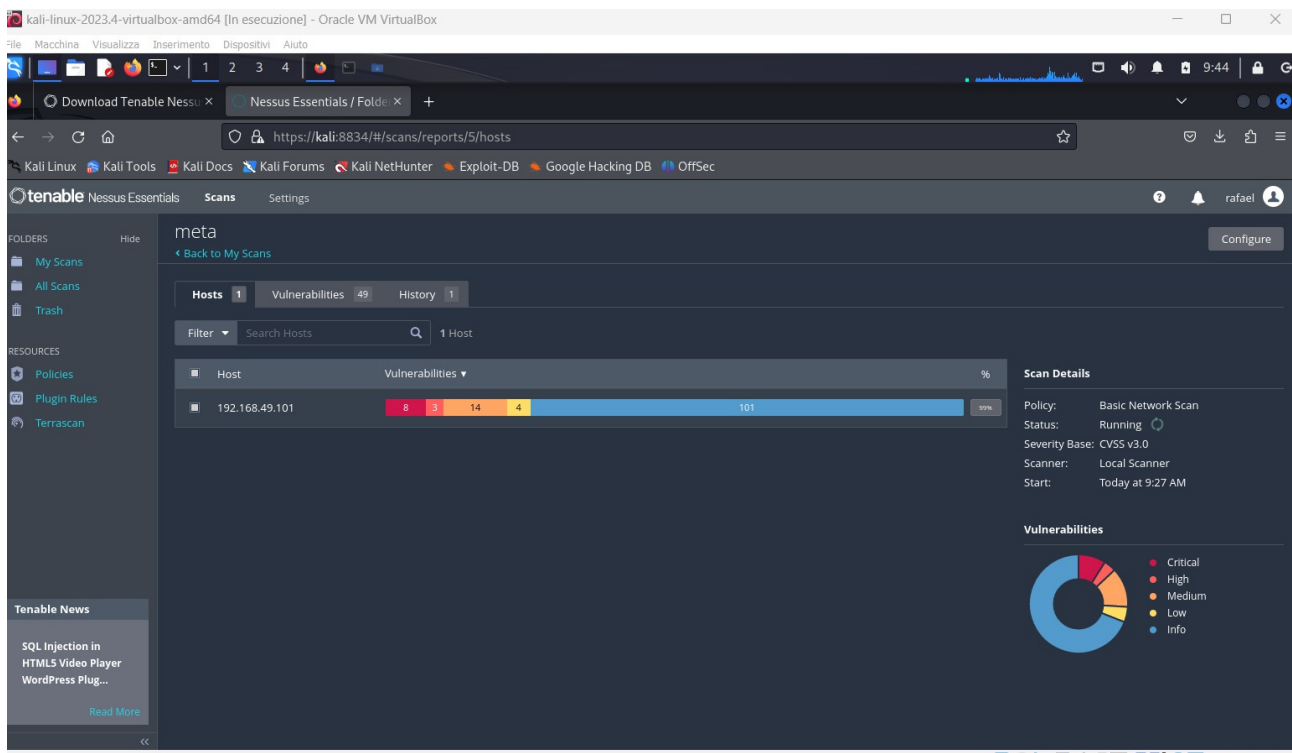 kali-linux-2023.4-virtualbox-amd64 [In esecuzione] - Oracle VM VirtualBox
File Macchina Visualizza Inserimento Dispositivi Aiuto
1 2 3 4 9:44
Download Tenable Nessu Nessus Essentials / Folde
https://kali:8834/#/scans/reports/5/hosts
Kali Linux Kali Tools Kali Docs Kali Forums Kali NetHunter Exploit-DB Google Hacking DB OffSec
tenable Nessus Essentials Scans Settings rafael
FOLDERS Hide
My Scans
All Scans
Trash
RESOURCES
Policies
Plugin Rules
Terrascan
Tenable News
SQL Injection in
HTML5 Video Player
WordPress Plug...
Read More
meta
Configure
Back to My Scans
Hosts 1 Vulnerabilities 49 History 1
Filter Search Hosts 1 Host
Host Vulnerabilities %
192.168.49.101 8 3 14 4 101 99%
Scan Details
Policy: Basic Network Scan
Status: Running
Severity Base: CVSS v3.0
Scanner: Local Scanner
Start: Today at 9:27 AM
Vulnerabilities
Critical
High
Medium
Low
Info